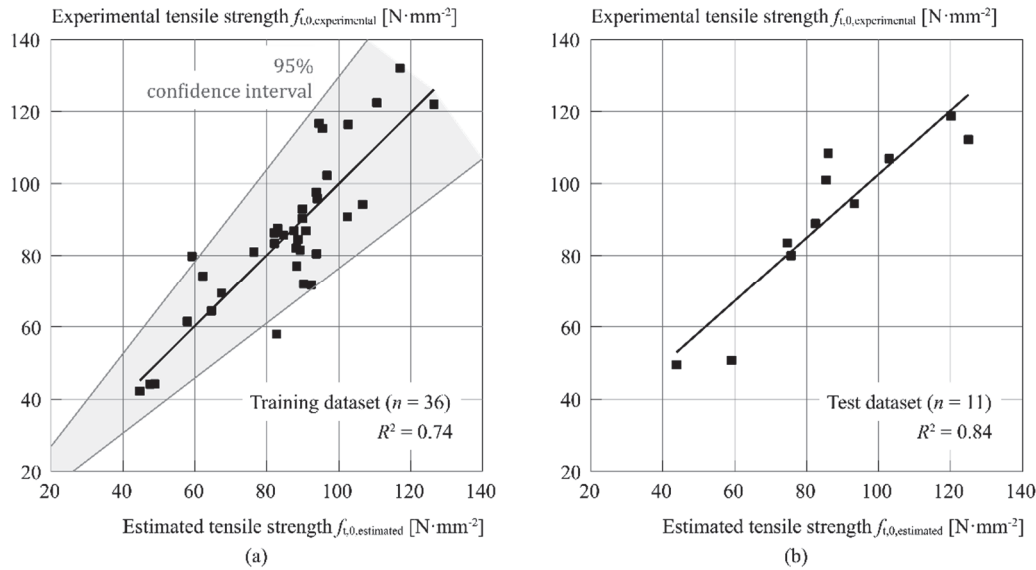 Experimental tensile strength ft,0,experimental [N·mm-2]
140
120
100
80
60
40
20
95%
confidence interval
Training dataset (n = 36)
R2 = 0.74
20 40 60 80 100 120 140
Estimated tensile strength ft,0,estimated [N·mm-2]
(a)
Experimental tensile strength ft,0,experimental [N·mm-2]
140
120
100
80
60
40
20
Test dataset (n = 11)
R2 = 0.84
20 40 60 80 100 120 140
Estimated tensile strength ft,0,estimated [N·mm-2]
(b)